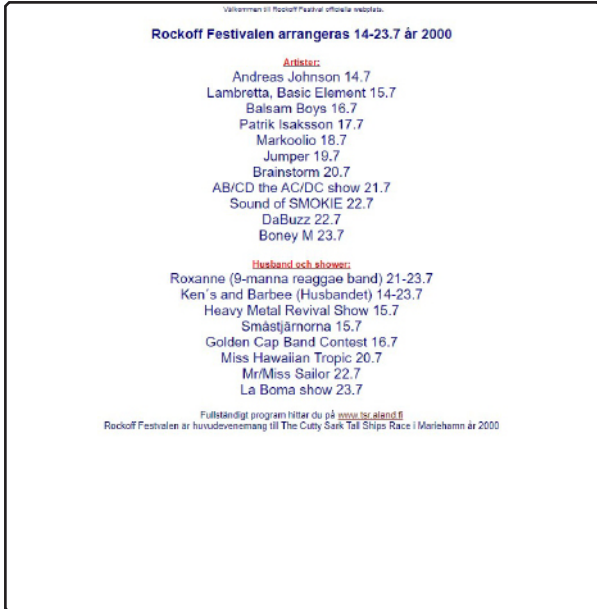 Välkommen till Rockoff Festival officiella webplats.
Rockoff Festivalen arrangeras 14-23.7 år 2000
Artister:
Andreas Johnson 14.7
Lambretta, Basic Element 15.7
Balsam Boys 16.7
Patrik Isaksson 17.7
Markoolio 18.7
Jumper 19.7
Brainstorm 20.7
AB/CD the AC/DC show 21.7
Sound of SMOKIE 22.7
DaBuzz 22.7
Boney M 23.7
Husband och shower:
Roxanne (9-manna reaggae band) 21-23.7
Ken´s and Barbee (Husbandet) 14-23.7
Heavy Metal Revival Show 15.7
Småstjärnorna 15.7
Golden Cap Band Contest 16.7
Miss Hawaiian Tropic 20.7
Mr/Miss Sailor 22.7
La Boma show 23.7
Fullständigt program hittar du på www.tsr.aland.fi
Rockoff Festvalen är huvudevenemang till The Cutty Sark Tall Ships Race i Mariehamn år 2000